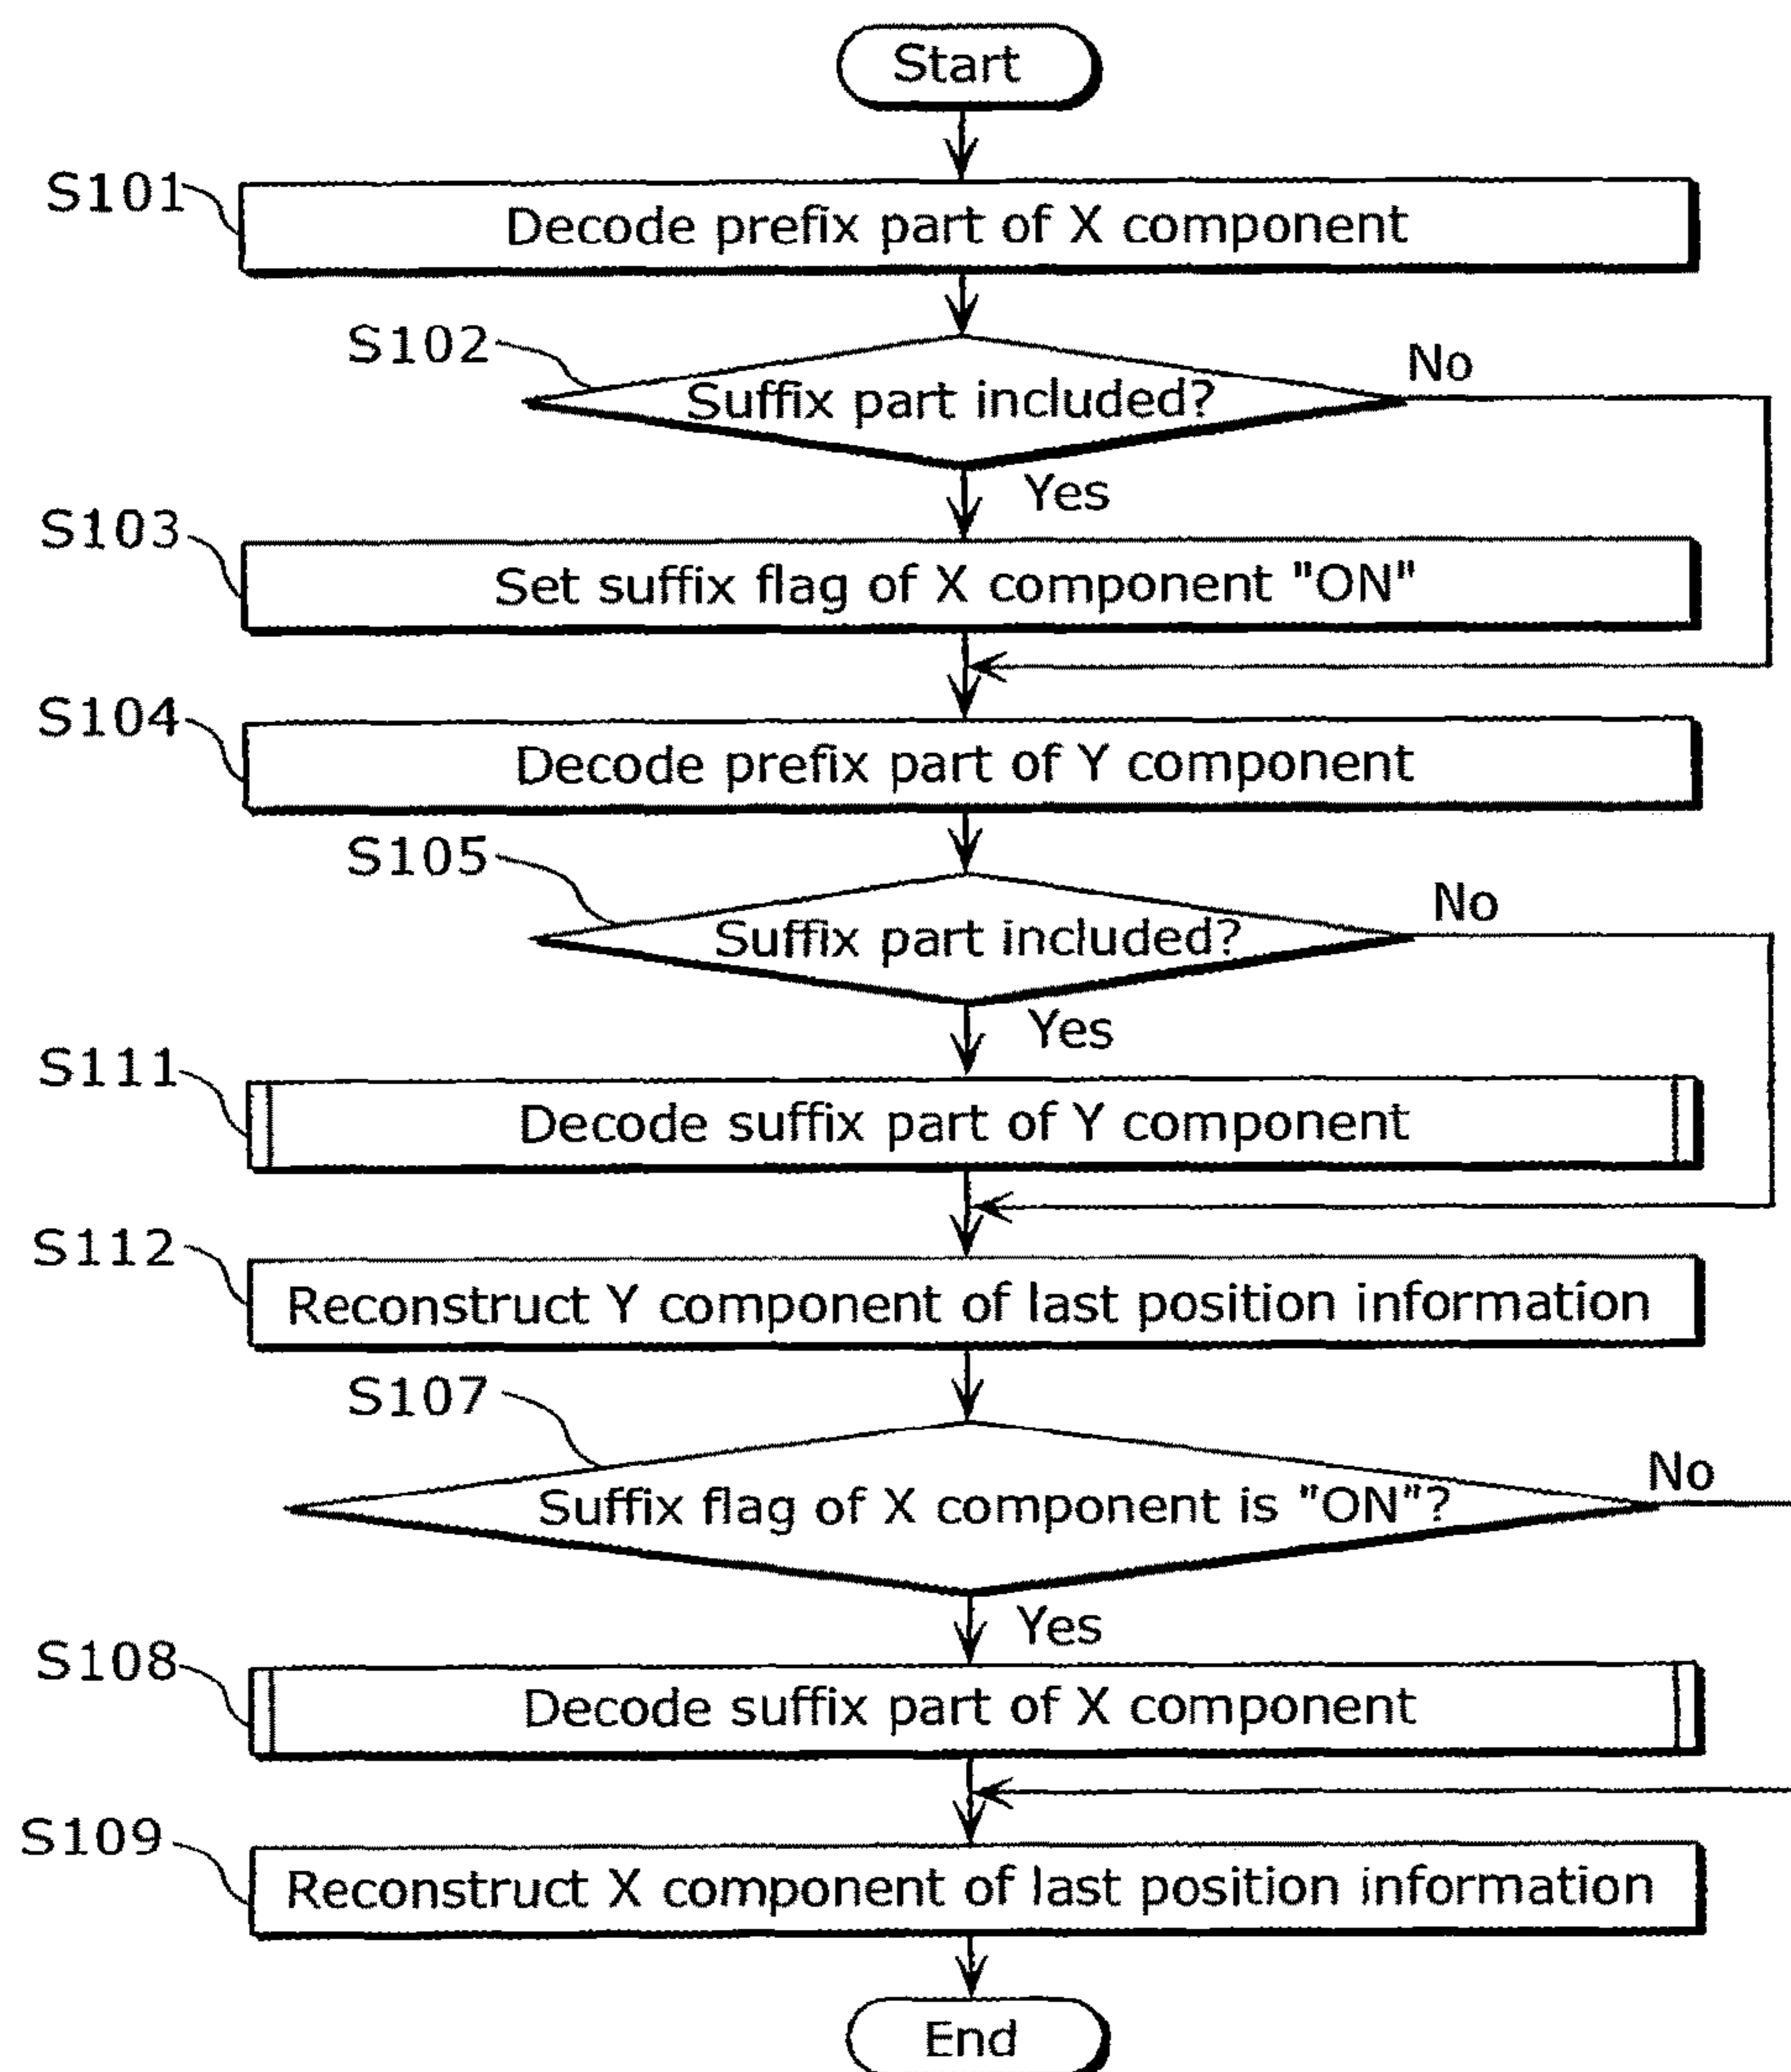 Start
S101
Decode prefix part of X component
S102
Suffix part included?
No
Yes
S103
Set suffix flag of X component "ON"
S104
Decode prefix part of Y component
S105
Suffix part included?
No
Yes
S111
Decode suffix part of Y component
S112
Reconstruct Y component of last position information
S107
Suffix flag of X component is "ON"?
No
Yes
S108
Decode suffix part of X component
S109
Reconstruct X component of last position information
End